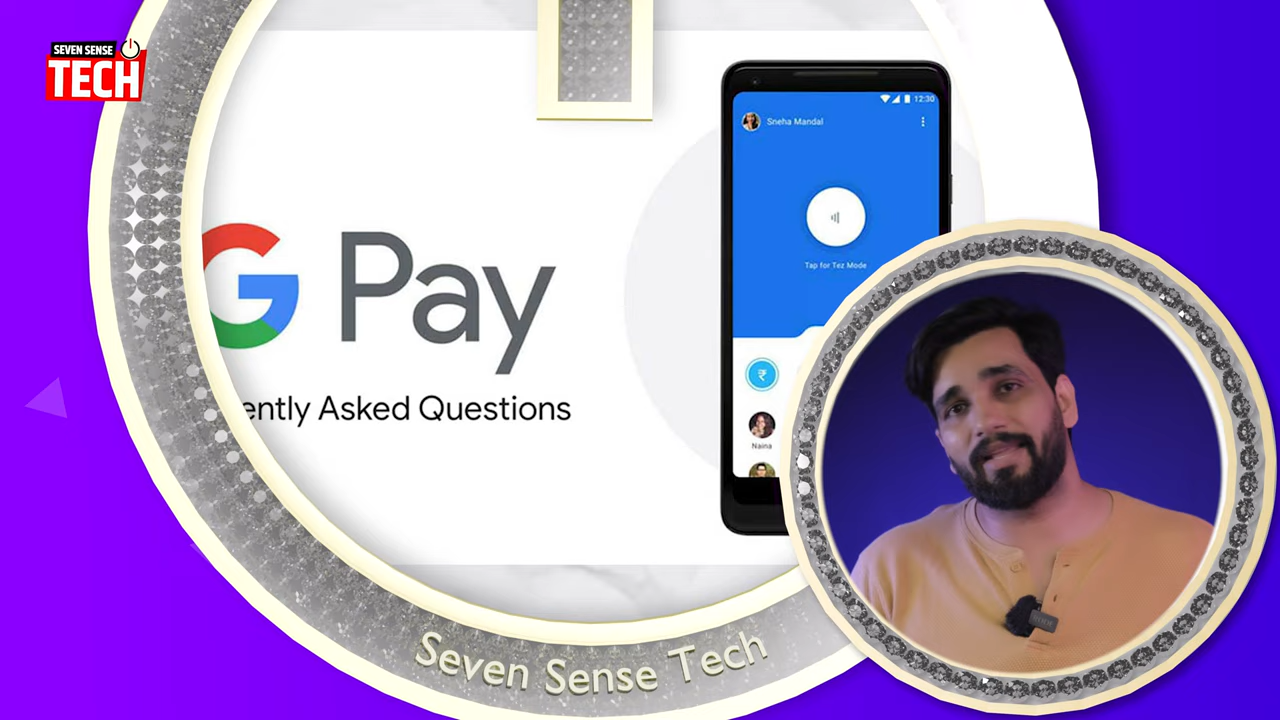 SEVEN SENSE
TECH
12:30
Sneha Mandal
Tap for Tez Mode
G Pay
ently Asked Questions
₹
Naina
Seven Sense Tech